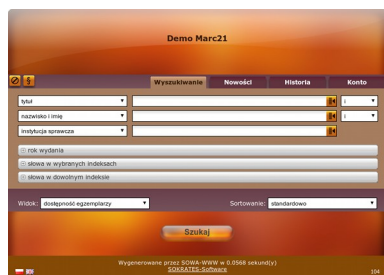 Demo Marc21
§
Wyszukiwanie Nowości Historia Konto
tytuł i
nazwisko i imię i
instytucja sprawcza
rok wydania
słowa w wybranych indeksach
słowa w dowolnym indeksie
Widok: dostępność egzemplarzy Sortowanie: standardowo
Szukaj
Wygenerowane przez SOWA-WWW w 0.0568 sekund(y)
SOKRATES-Software
104